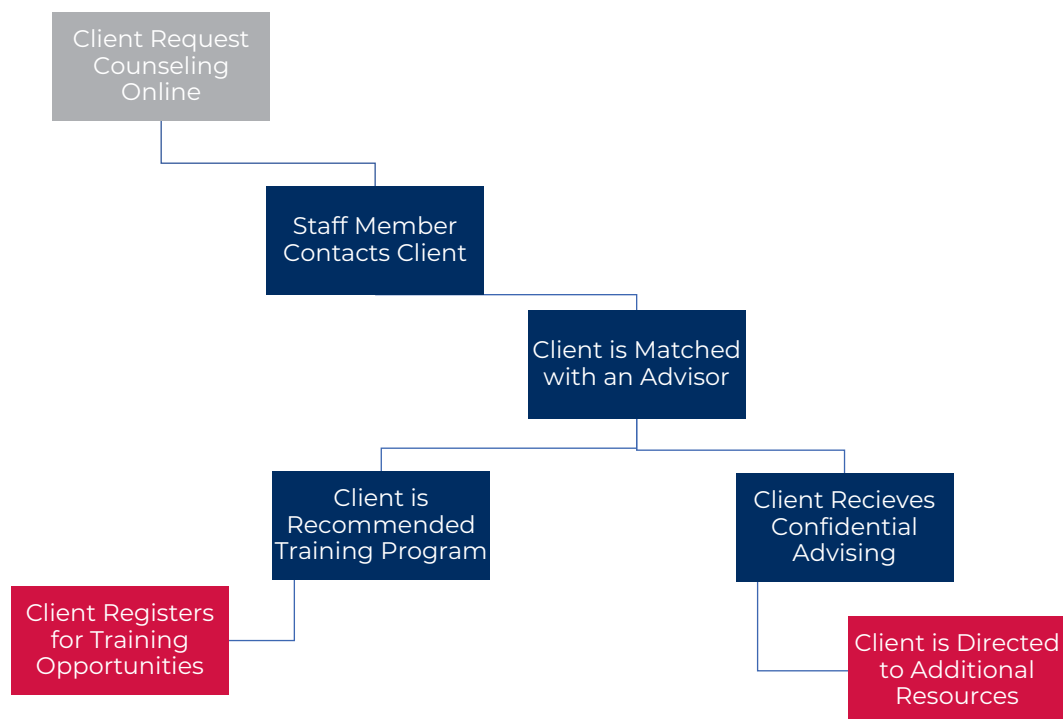 Client Request
Counseling
Online
Staff Member
Contacts Client
Client is Matched
with an Advisor
Client is
Recommended
Training Program
Client Recieves
Confidential
Advising
Client Registers
for Training
Opportunities
Client is Directed
to Additional
Resources